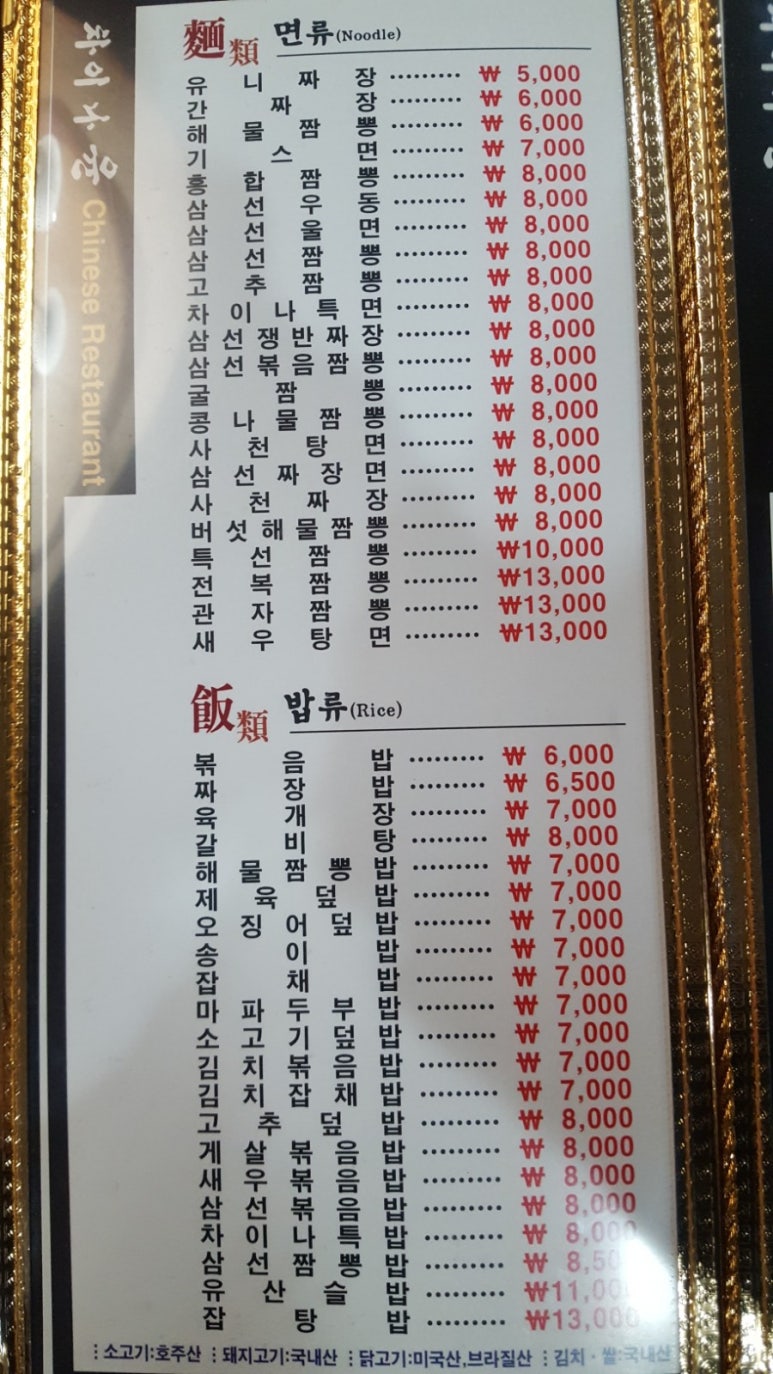 차이나웅
Chinese Restaurant
麵類 면류(Noodle)
유니짜장 ········· ₩ 5,000
간짜장 ········· ₩ 6,000
해물짬뽕 ········· ₩ 6,000
기스면 ········· ₩ 7,000
홍합짬뽕 ········· ₩ 8,000
삼선우동 ········· ₩ 8,000
삼선울면 ········· ₩ 8,000
삼선짬뽕 ········· ₩ 8,000
고추짬뽕 ········· ₩ 8,000
차이나특면 ········· ₩ 8,000
삼선쟁반짜장 ········· ₩ 8,000
삼선볶음짬뽕 ········· ₩ 8,000
굴짬뽕 ········· ₩ 8,000
콩나물짬뽕 ········· ₩ 8,000
사천탕면 ········· ₩ 8,000
삼선짜장면 ········· ₩ 8,000
사천짜장 ········· ₩ 8,000
버섯해물짬뽕 ········· ₩ 8,000
특선짬뽕 ········· ₩10,000
전복짬뽕 ········· ₩13,000
관자짬뽕 ········· ₩13,000
새우탕면 ········· ₩13,000
飯類 밥류(Rice)
볶음밥 ········· ₩ 6,000
짜장밥 ········· ₩ 6,500
육개장 ········· ₩ 7,000
갈비탕 ········· ₩ 8,000
해물짬뽕밥 ········· ₩ 7,000
제육덮밥 ········· ₩ 7,000
오징어덮밥 ········· ₩ 7,000
송이밥 ········· ₩ 7,000
잡채밥 ········· ₩ 7,000
마파두부밥 ········· ₩ 7,000
소고기덮밥 ········· ₩ 7,000
김치볶음밥 ········· ₩ 7,000
김치잡채밥 ········· ₩ 7,000
고추덮밥 ········· ₩ 8,000
게살볶음밥 ········· ₩ 8,000
새우볶음밥 ········· ₩ 8,000
삼선볶음밥 ········· ₩ 8,000
차이나특밥 ········· ₩ 8,000
삼선짬뽕밥 ········· ₩ 8,50
유산슬밥 ········· ₩11,000
잡탕밥 ········· ₩13,000
⋮소고기:호주산 ⋮돼지고기:국내산 ⋮닭고기:미국산,브라질산 ⋮김치·쌀:국내산